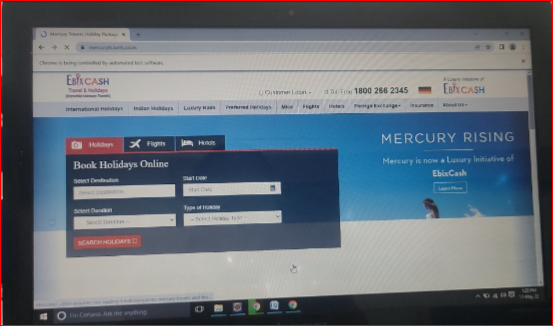 Mercury Travels Holiday Packages
mercurytravels.co.in
Chrome is being controlled by automated test software.
EbixCASH
Travel & Holidays
Customer Login
Toll Free 1800 266 2345
A Luxury Initiative of
EbixCASH
International Holidays Indian Holidays Luxury Rails Preferred Holidays Mice Flights Hotels Foreign Exchange Insurance About Us
Holidays Flights Hotels
MERCURY RISING
Mercury is now a Luxury Initiative of
EbixCash
Learn More
Book Holidays Online
Select Destination Start Date
Select Destination Start Date
Select Duration Type of Holiday
-- Select Duration -- -- Select Holiday Type --
SEARCH HOLIDAYS
I'm Cortana. Ask me anything.